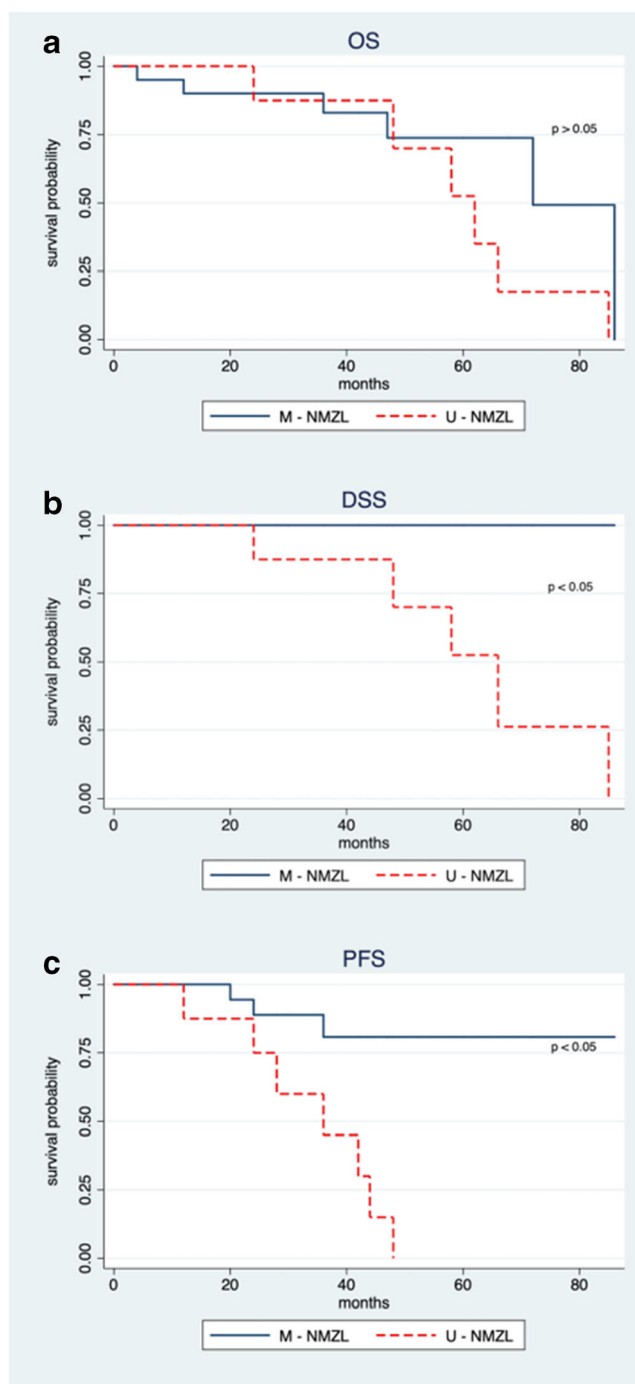 a
OS
survival probability
1.00
0.75
0.50
0.25
0.00
p > 0.05
0 20 40 60 80
months
M - NMZL U - NMZL
b
DSS
survival probability
1.00
0.75
0.50
0.25
0.00
p < 0.05
0 20 40 60 80
months
M - NMZL U - NMZL
c
PFS
survival probability
1.00
0.75
0.50
0.25
0.00
p < 0.05
0 20 40 60 80
months
M - NMZL U - NMZL